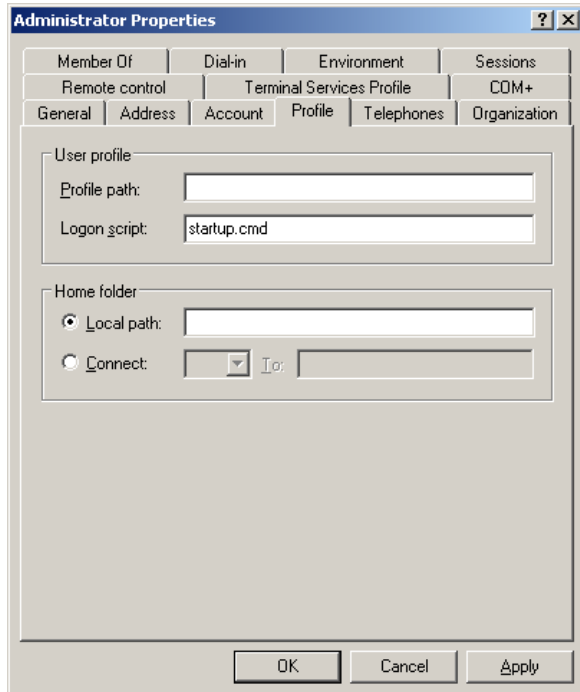 Administrator Properties
Member Of Dial-in Environment Sessions
Remote control Terminal Services Profile COM+
General Address Account Profile Telephones Organization
User profile
Profile path:
Logon script: startup.cmd
Home folder
Local path:
Connect: To:
OK Cancel Apply